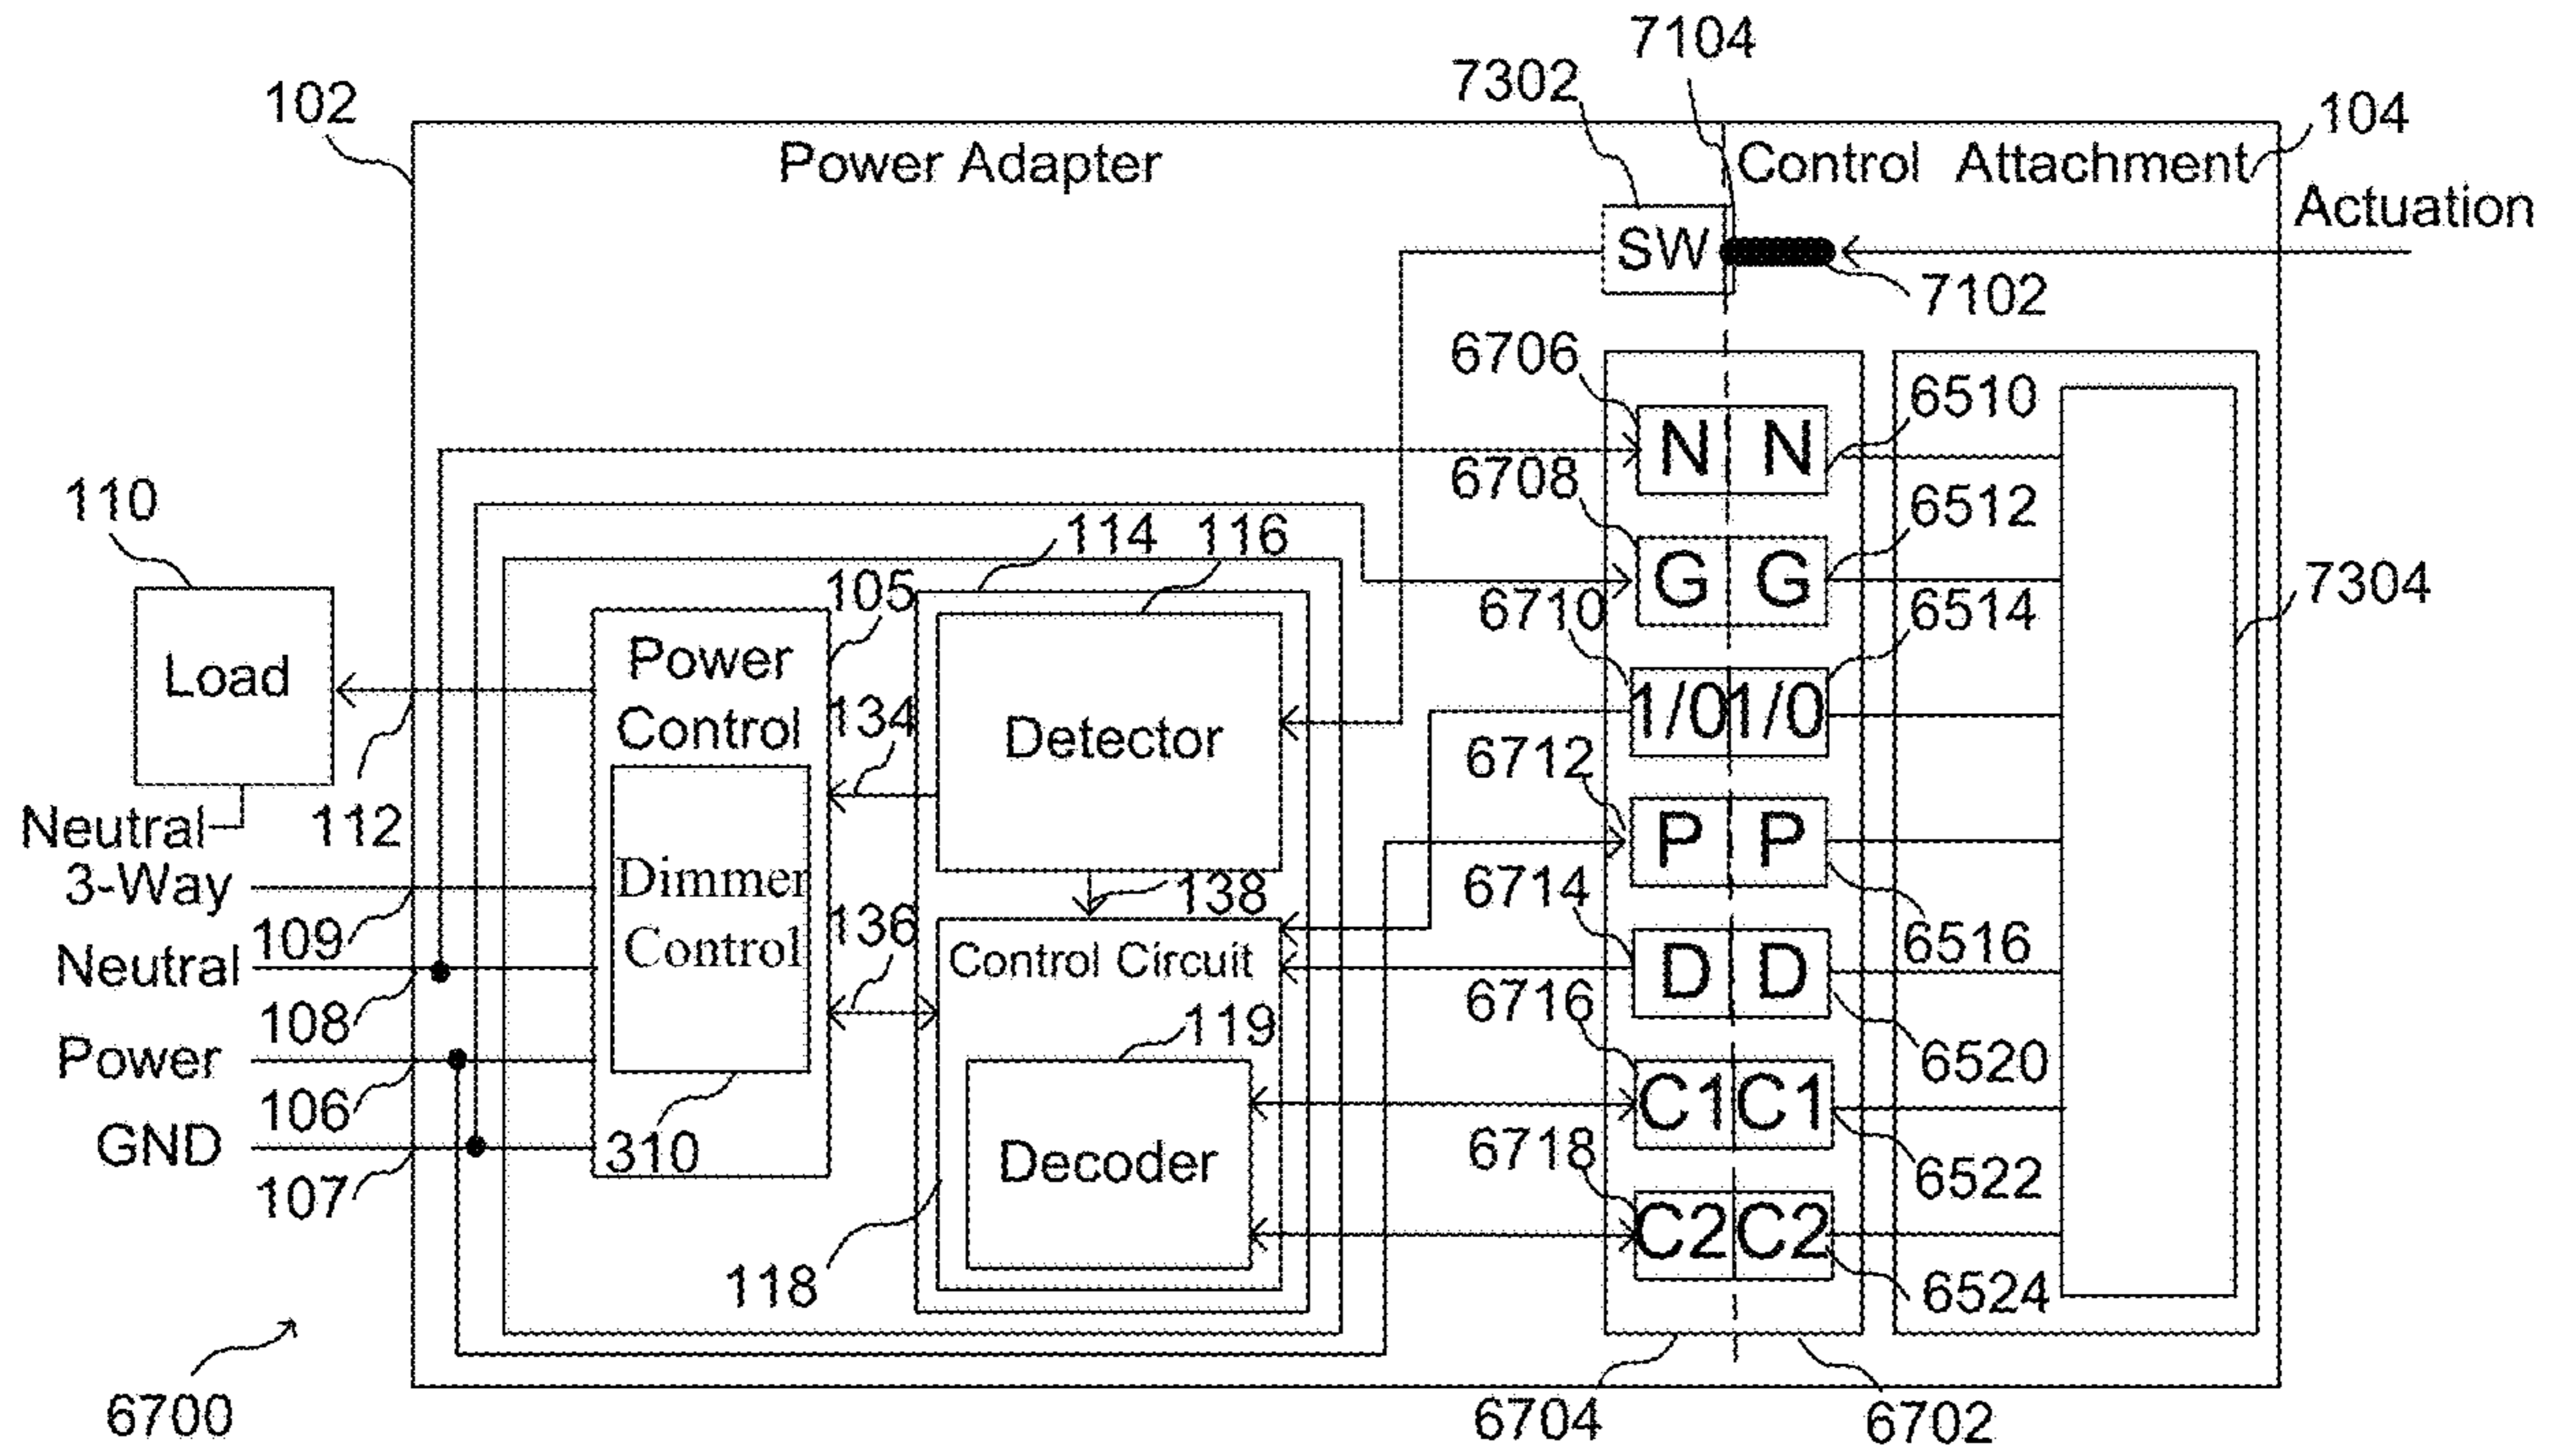 7104
7302
102
104
Power Adapter
Control Attachment
Actuation
SW
7102
6706
6510
N N
6708
110
6512
114 116
G G
105
7304
6710
6514
Load
Power
Control
134
Detector
1/0 1/0
6712
Neutral
112
P P
3-Way
Dimmer
Control
138
6714
109
136
6516
Neutral
Control Circuit
D D
108
6716
119
6520
Power
106
C1 C1
GND
310
Decoder
6718
107
6522
C2 C2
118
6524
6700
6704
6702